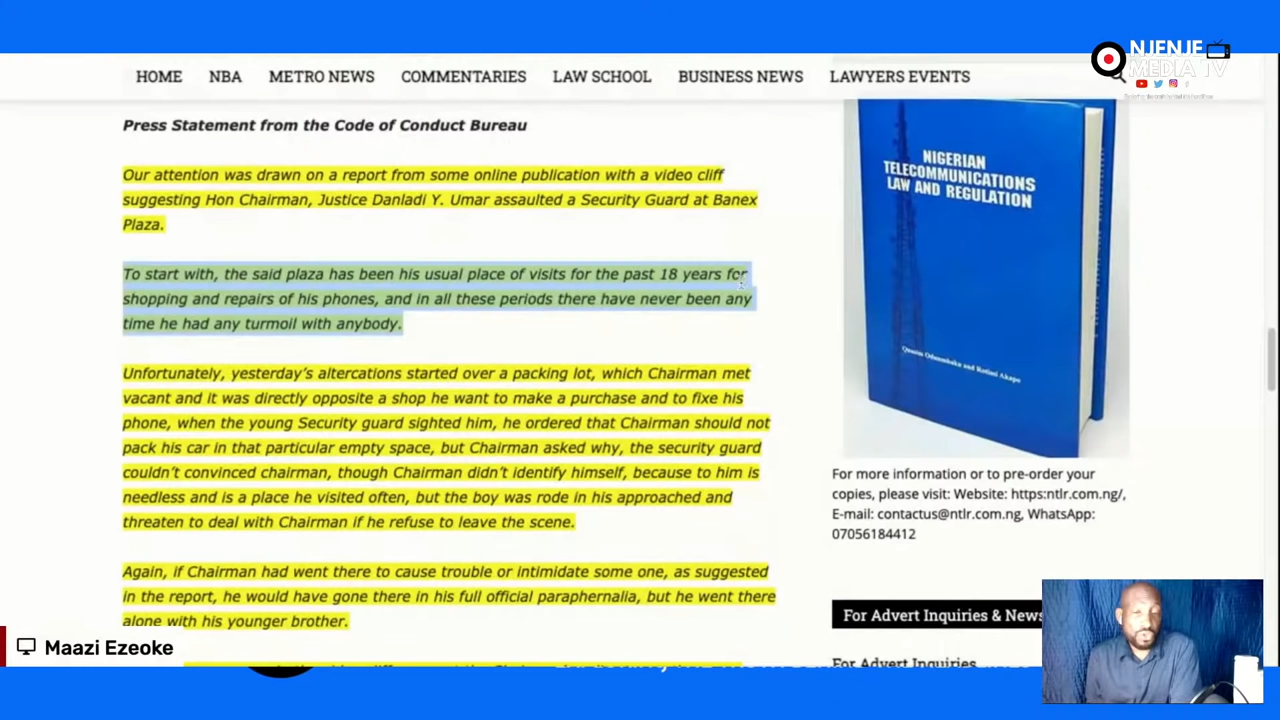 NJENJE
MEDIA TV
HOME NBA METRO NEWS COMMENTARIES LAW SCHOOL BUSINESS NEWS LAWYERS EVENTS
Press Statement from the Code of Conduct Bureau
Our attention was drawn on a report from some online publication with a video cliff
suggesting Hon Chairman, Justice Danladi Y. Umar assaulted a Security Guard at Banex
Plaza.
To start with, the said plaza has been his usual place of visits for the past 18 years for
shopping and repairs of his phones, and in all these periods there have never been any
time he had any turmoil with anybody.
Unfortunately, yesterday's altercations started over a packing lot, which Chairman met
vacant and it was directly opposite a shop he want to make a purchase and to fixe his
phone, when the young Security guard sighted him, he ordered that Chairman should not
pack his car in that particular empty space, but Chairman asked why, the security guard
couldn't convinced chairman, though Chairman didn't identify himself, because to him is
needless and is a place he visited often, but the boy was rode in his approached and
threaten to deal with Chairman if he refuse to leave the scene.
Again, if Chairman had went there to cause trouble or intimidate some one, as suggested
in the report, he would have gone there in his full official paraphernalia, but he went there
alone with his younger brother.
NIGERIAN
TELECOMMUNICATIONS
LAW AND REGULATION
and Rotimi Akapo
For more information or to pre-order your
copies, please visit: Website: https:ntlr.com.ng/,
E-mail: contactus@ntlr.com.ng, WhatsApp:
07056184412
For Advert Inquiries & News
For Advert Inquiries
Maazi Ezeoke